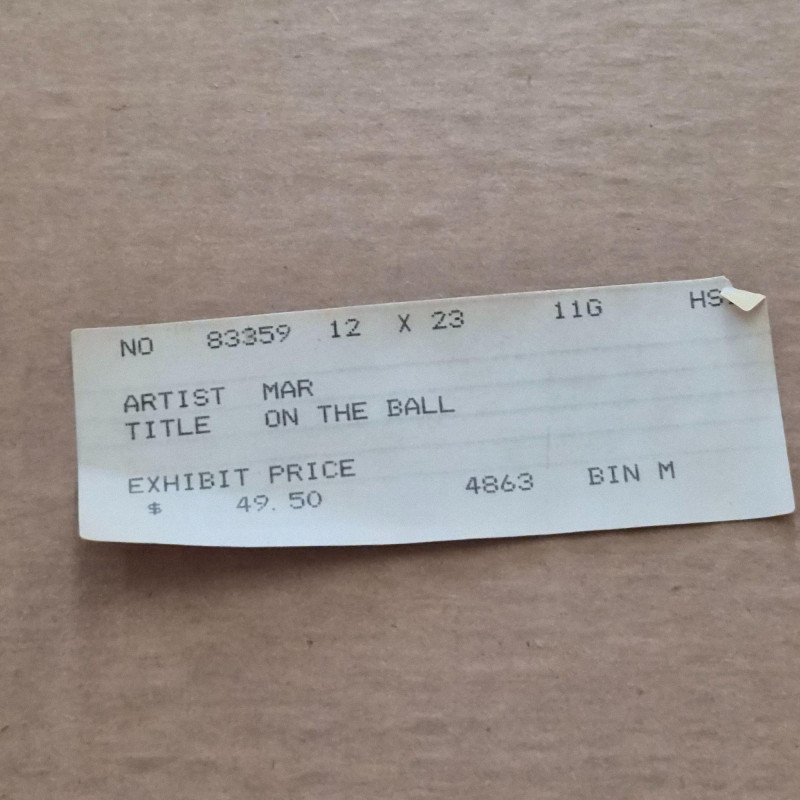 NO 83359 12 X 23 11G
ARTIST MAR
TITLE ON THE BALL
EXHIBIT PRICE
$ 49.50 4863 BIN M